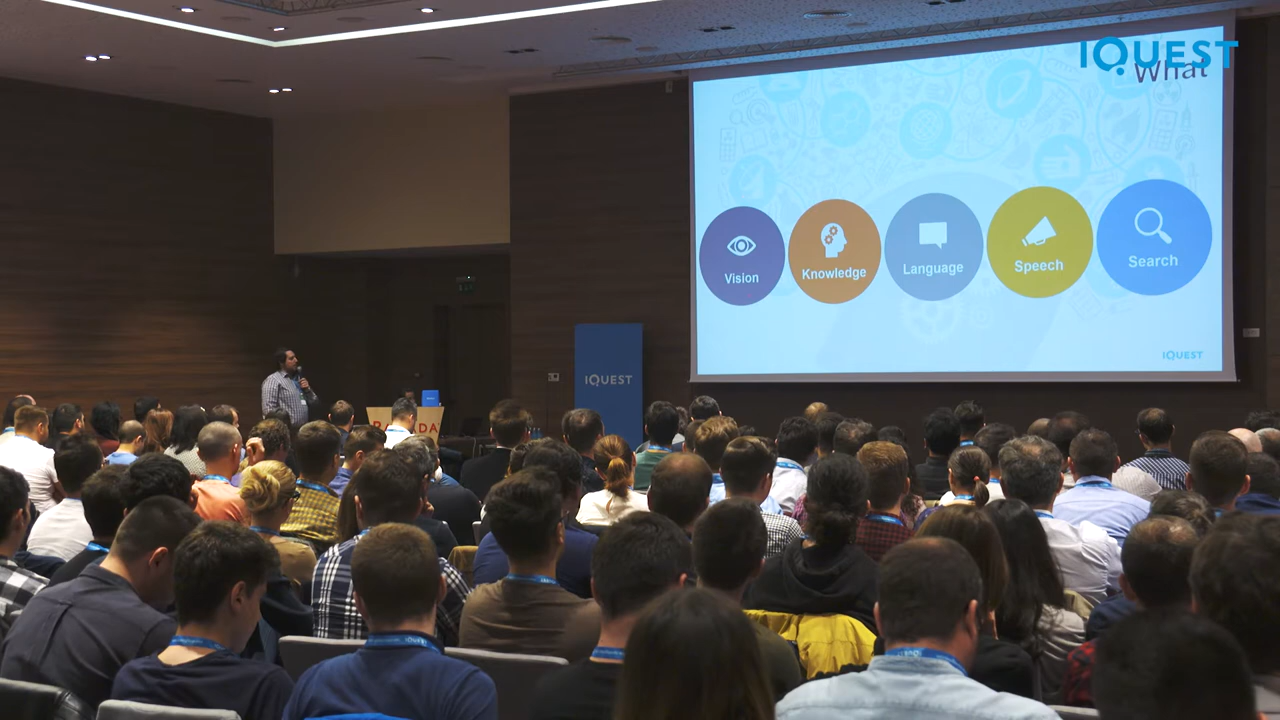 IQUEST
What
Vision
Knowledge
Language
Speech
Search
IQUEST
IQUEST